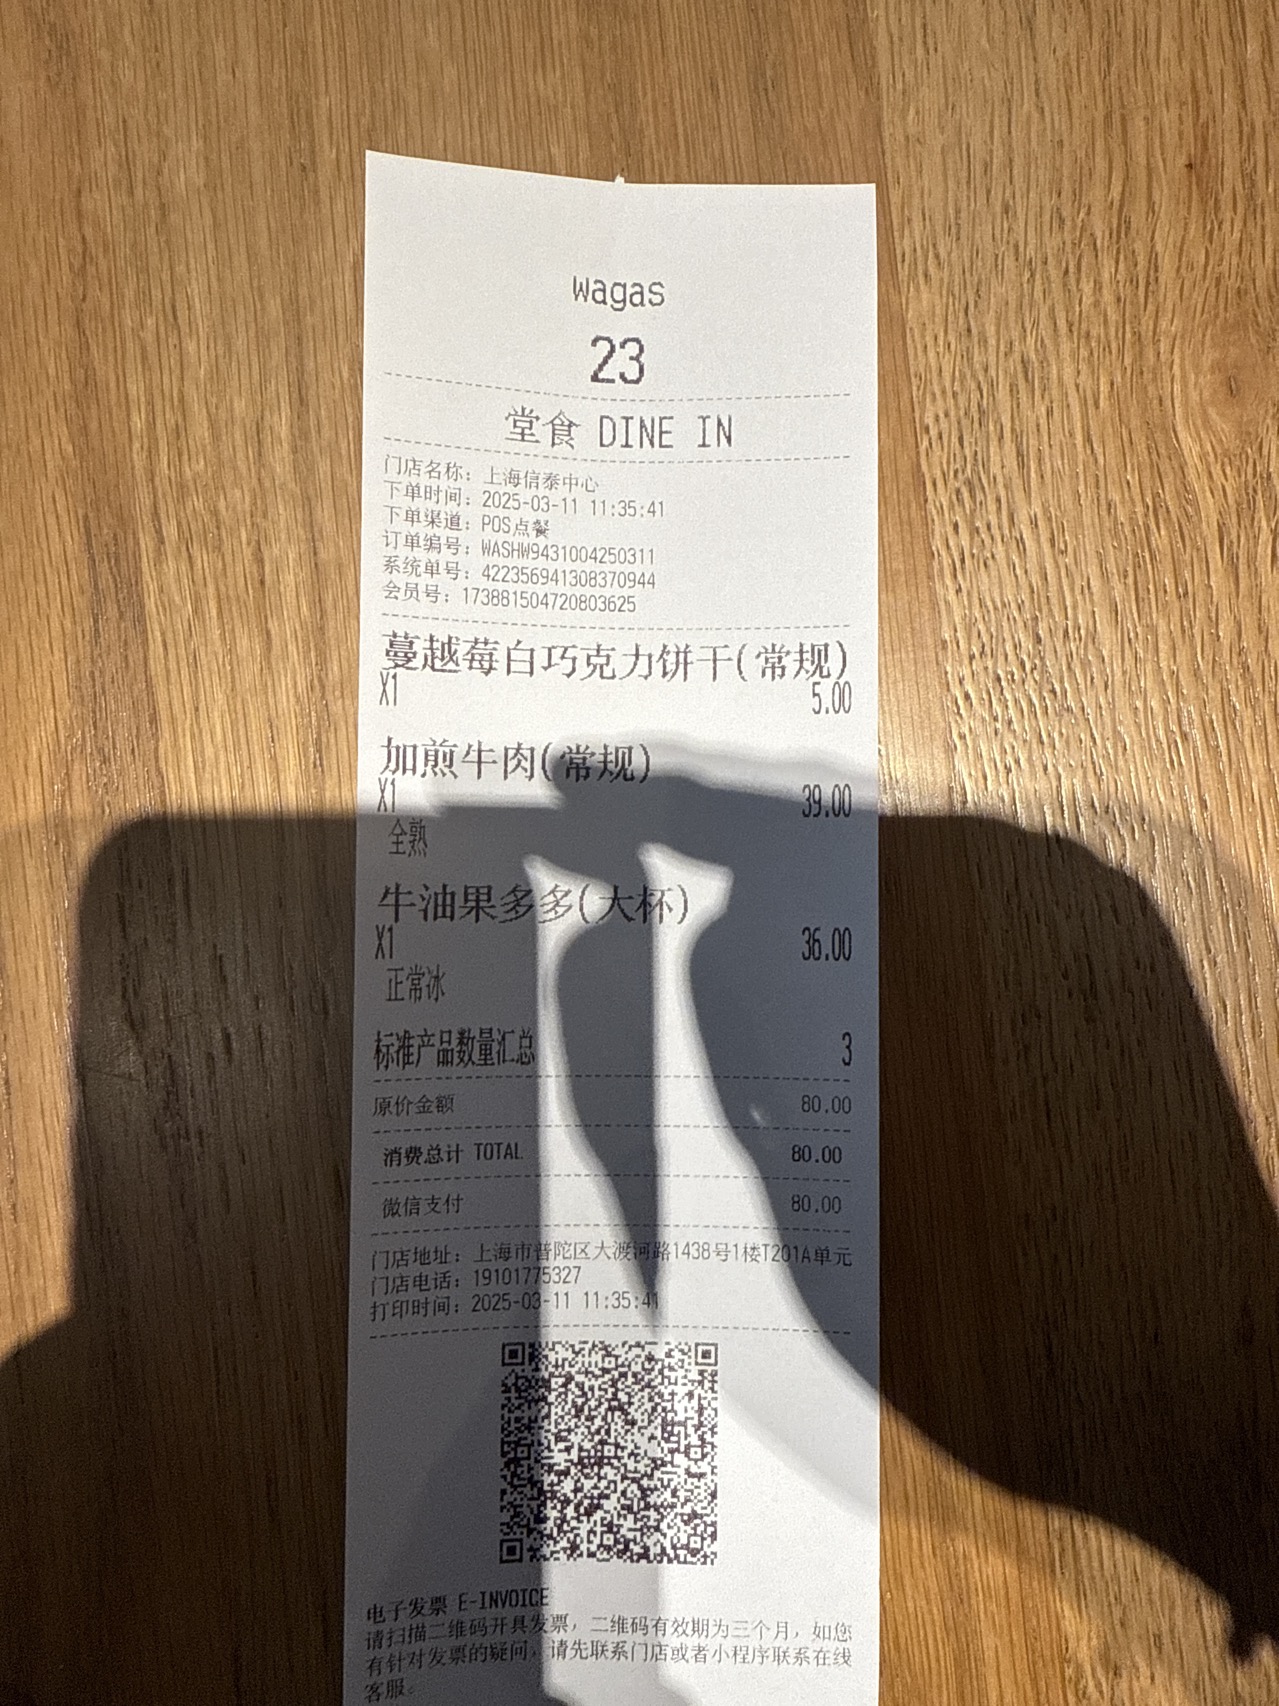 wagas
23
堂食 DINE IN
门店名称：上海信泰中心
下单时间：2025-03-11 11:35:41
下单渠道：POS点餐
订单编号：WASHW9431004250311
系统单号：422356941308370944
会员号：173881504720803625
蔓越莓白巧克力饼干(常规)
X1 5.00
加煎牛肉(常规)
X1 39.00
全熟
牛油果多多(大杯)
X1 36.00
正常冰
标准产品数量汇总 3
原价金额 80.00
消费总计 TOTAL 80.00
微信支付 80.00
门店地址：上海市普陀区大渡河路1438号1楼T201A单元
门店电话：19101775327
打印时间：2025-03-11 11:35:41
电子发票 E-INVOICE
请扫描二维码开具发票，二维码有效期为三个月，如您
有针对发票的疑问，请先联系门店或者小程序联系在线
客服。